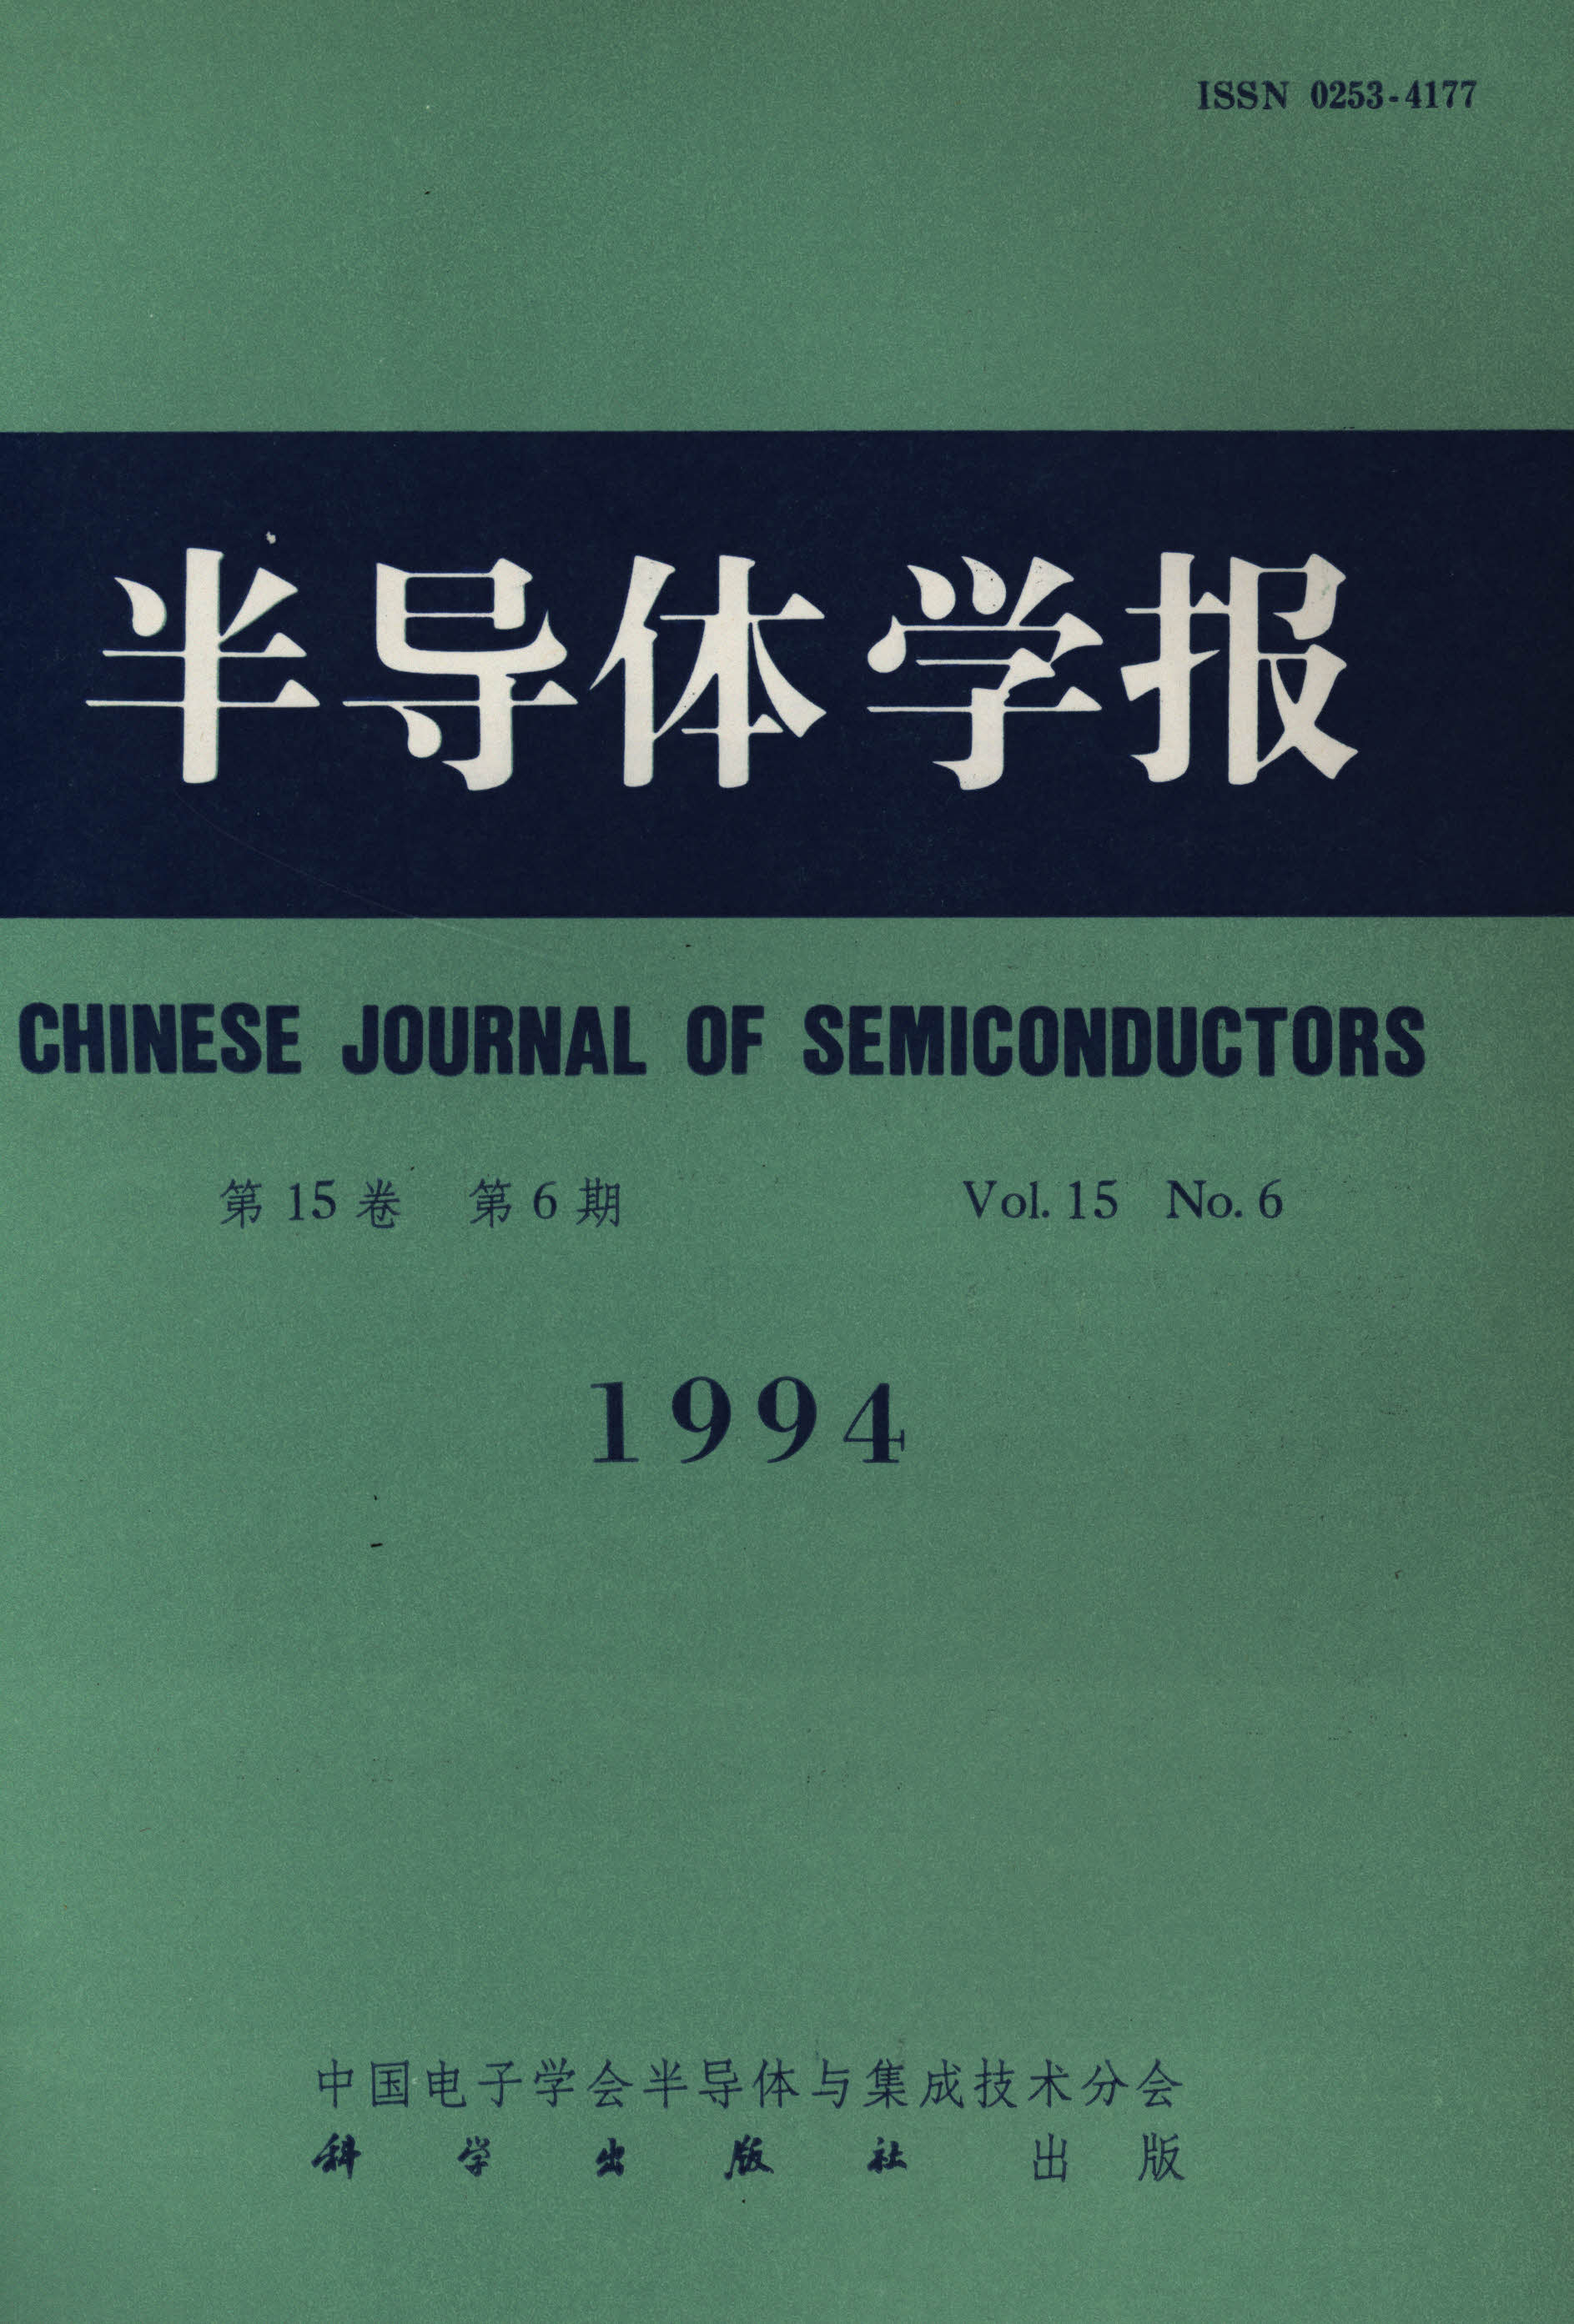 ISSN 0253-4177
半导体学报
CHINESE JOURNAL OF SEMICONDUCTORS
第 15 卷 第 6 期 Vol. 15 No. 6
1994
中国电子学会半导体与集成技术分会
科学出版社 出版